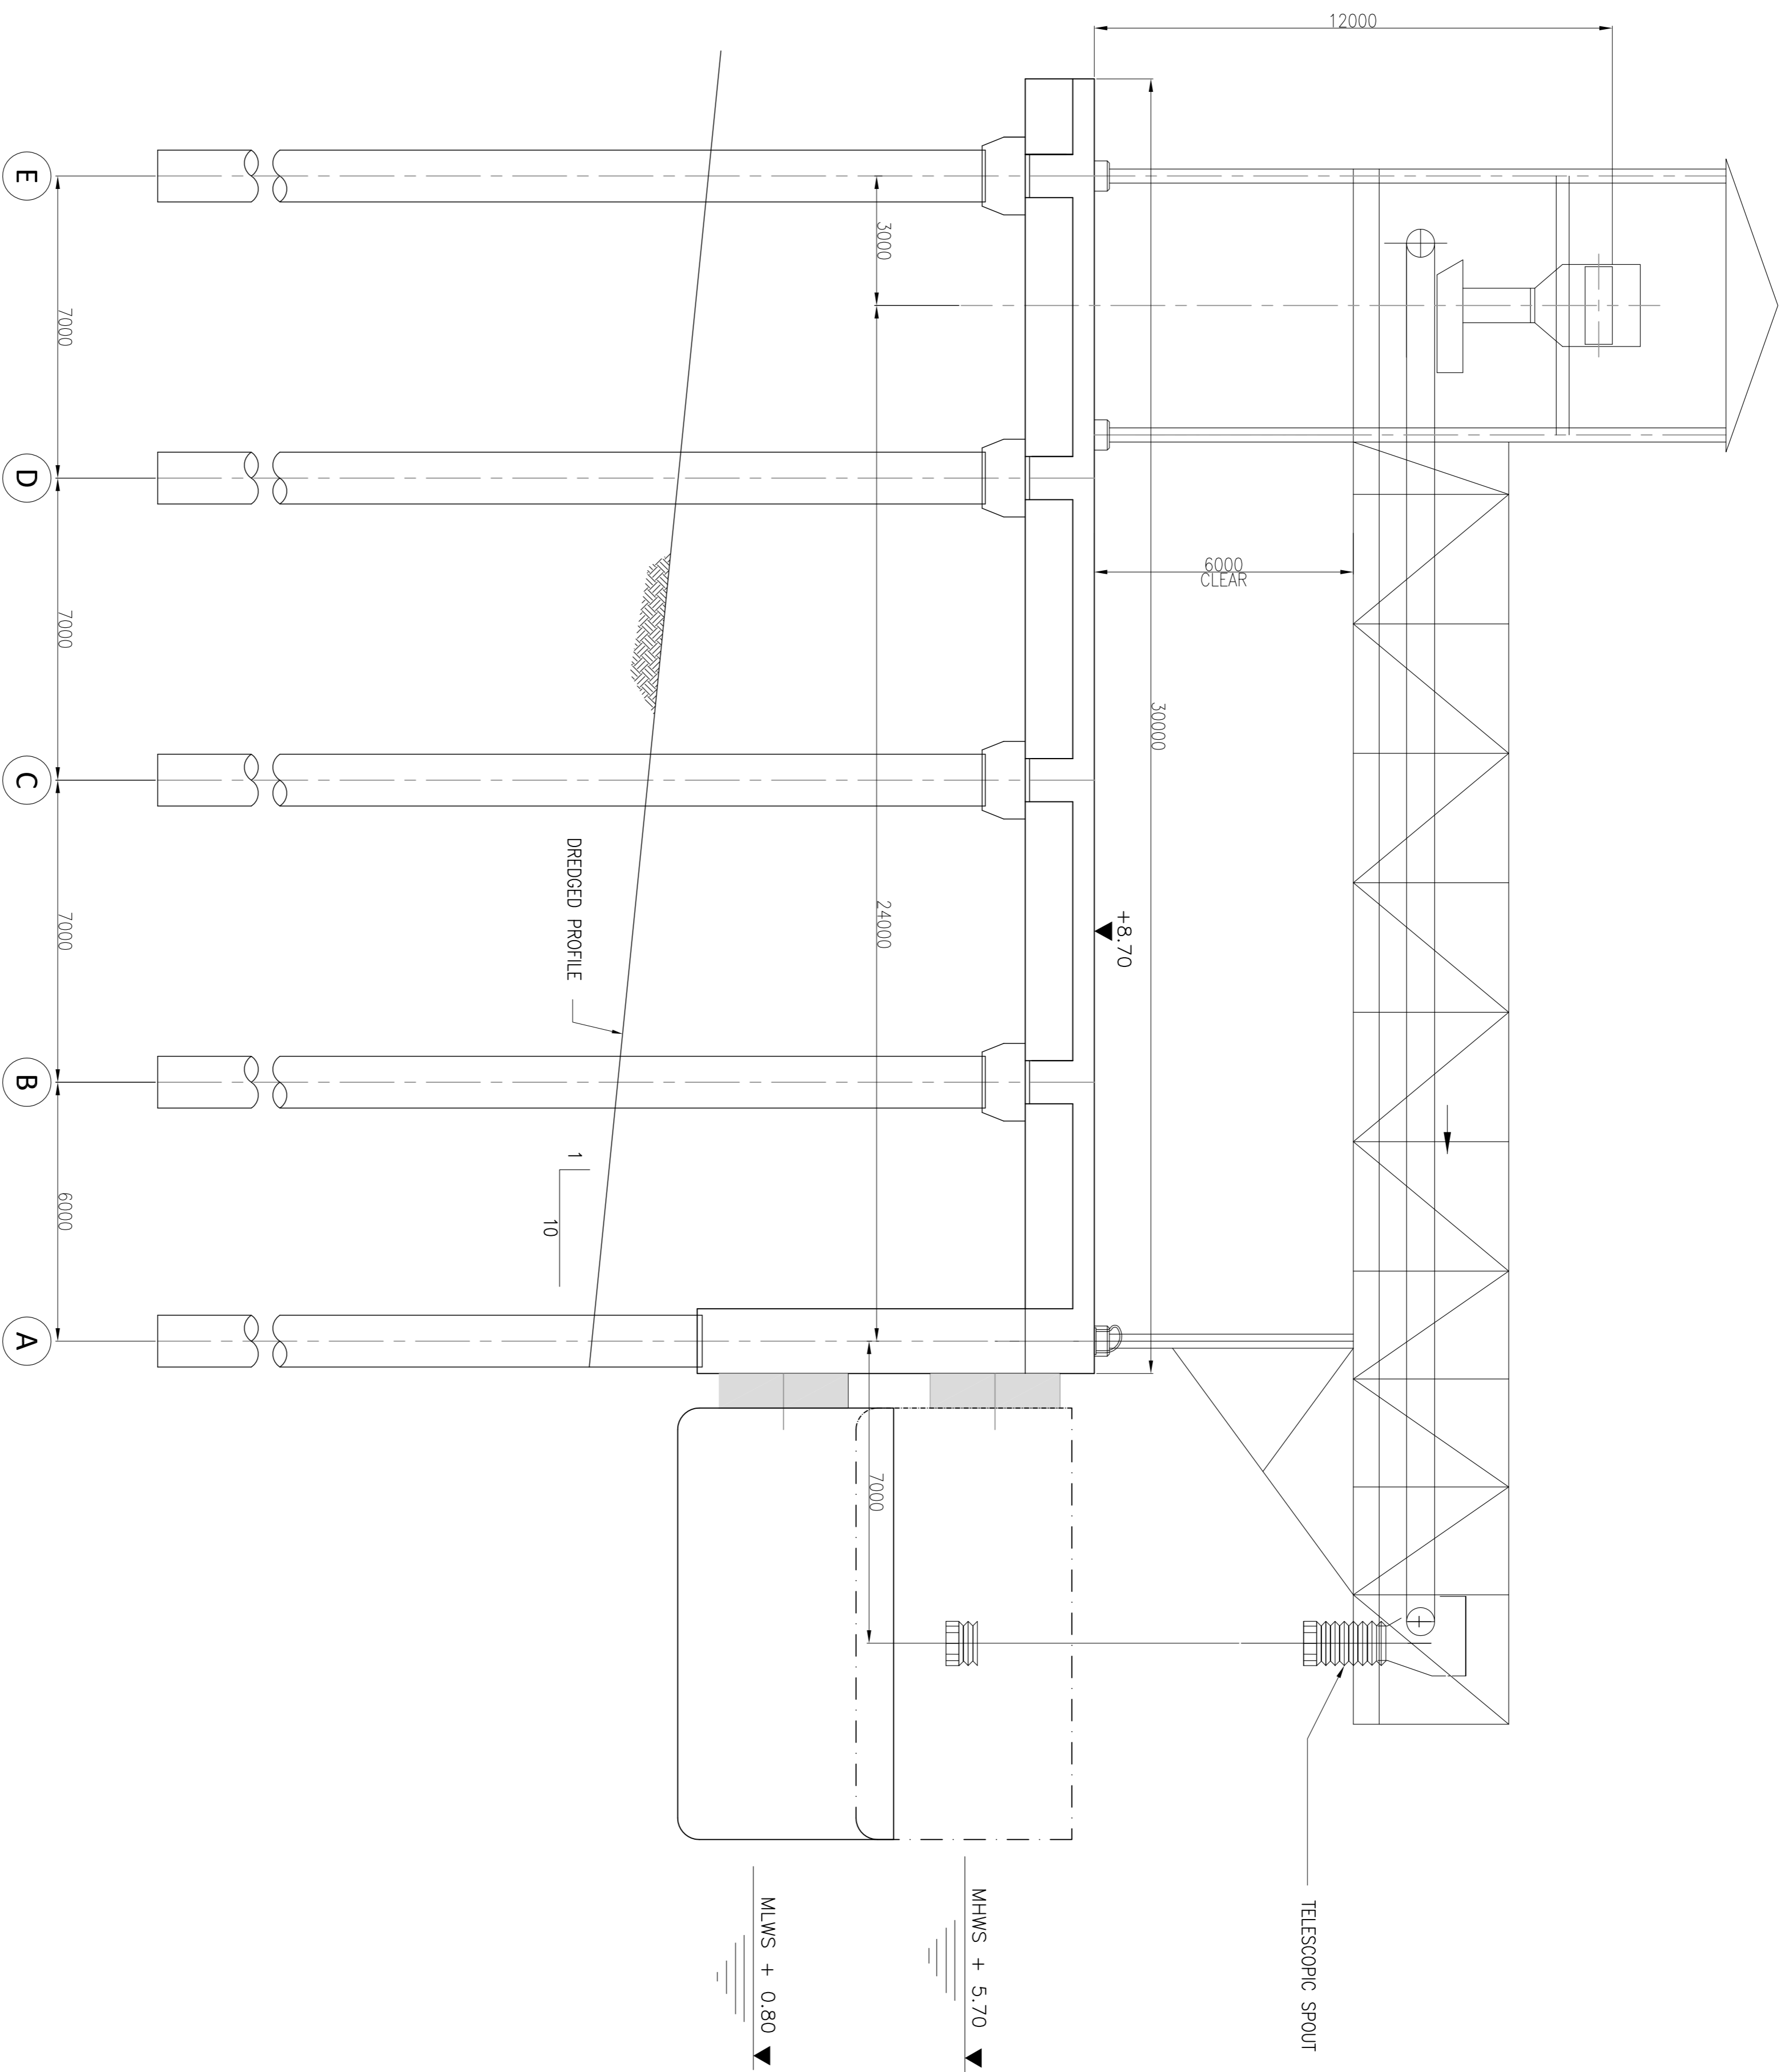 12000
30000
3000
24000
7000
6000
CLEAR
+8.70
TELESCOPIC SPOUT
MHWS + 5.70
MLWS + 0.80
DREDGED PROFILE
1
10
7000
7000
7000
6000
E
D
C
B
A